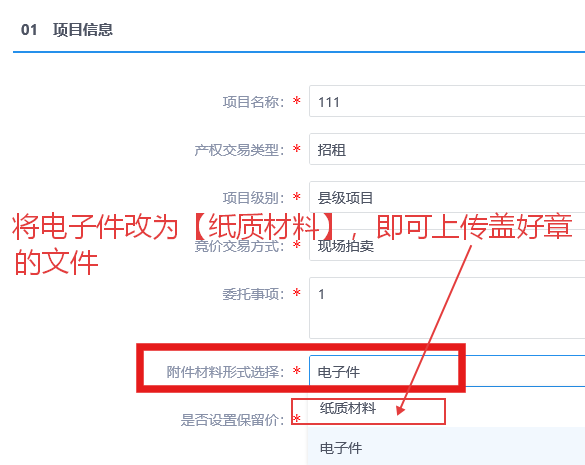 01 项目信息
项目名称：* 111
产权交易类型：* 招租
项目级别：* 县级项目
将电子件改为【纸质材料】，即可上传盖好章
的文件
竞价交易方式：* 现场拍卖
委托事项：* 1
附件材料形式选择：* 电子件
纸质材料
是否设置保留价：*
电子件